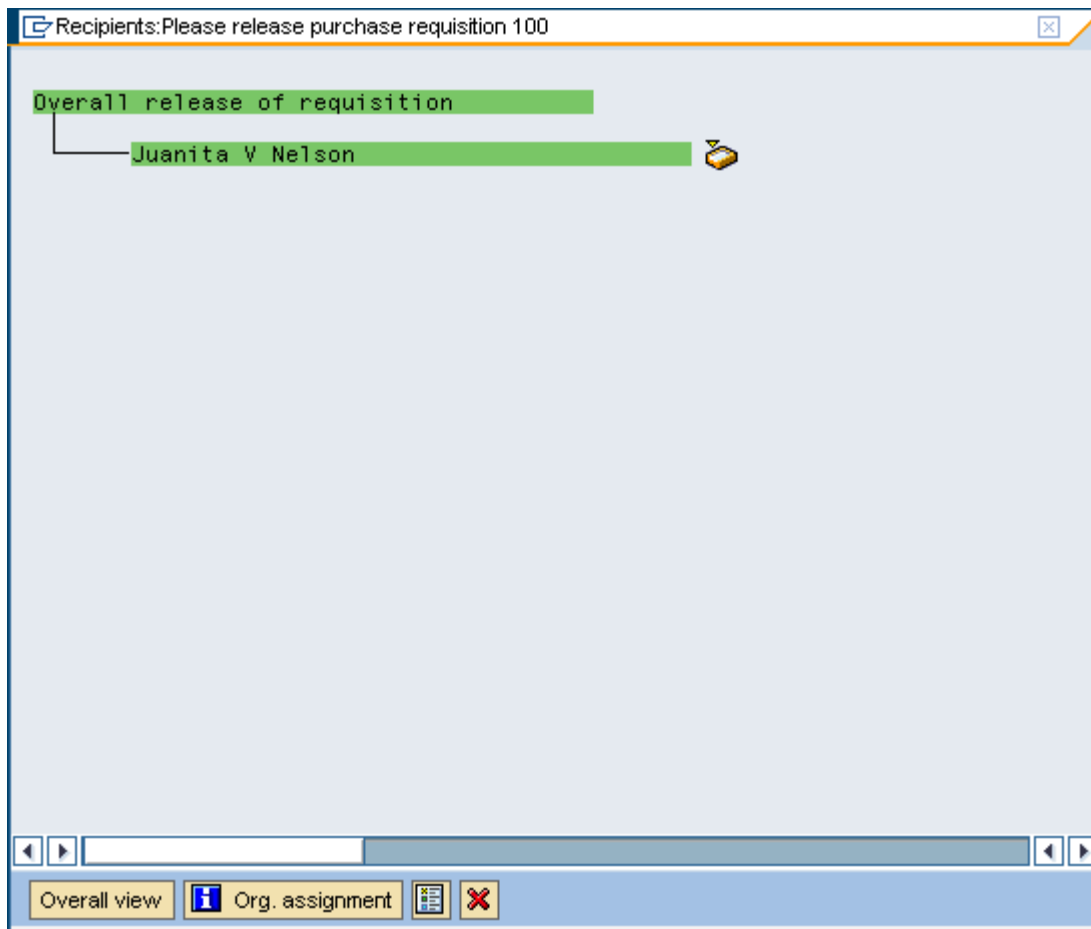 Recipients:Please release purchase requisition 100
Overall release of requisition
Juanita V Nelson
Overall view
Org. assignment